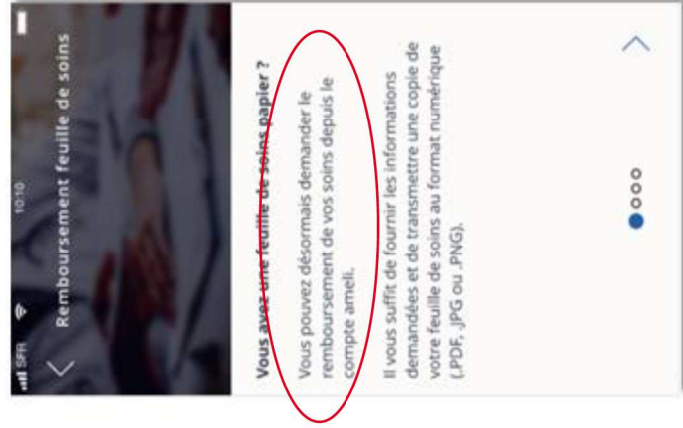 SFR 10:10
Remboursement feuille de soins
Vous avez une feuille de soins papier ?
Vous pouvez désormais demander le
remboursement de vos soins depuis le
compte ameli.
Il vous suffit de fournir les informations
demandées et de transmettre une copie de
votre feuille de soins au format numérique
(.PDF, .JPG ou .PNG).